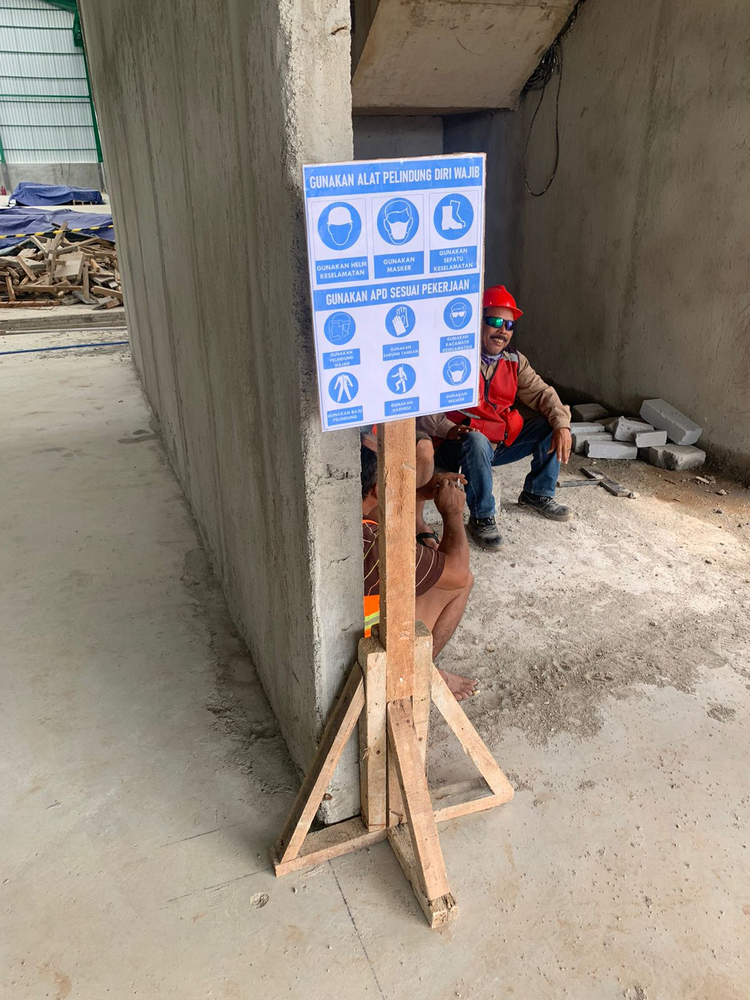 GUNAKAN ALAT PELINDUNG DIRI WAJIB
GUNAKAN HELM
KESELAMATAN
GUNAKAN
MASKER
GUNAKAN
SEPATU
KESELAMATAN
GUNAKAN APD SESUAI PEKERJAAN
GUNAKAN
PELINDUNG
WAJAH
GUNAKAN
SARUNG TANGAN
GUNAKAN
KACAMATA
KESELAMATAN
GUNAKAN BAJU
PELINDUNG
GUNAKAN
HARNESS
GUNAKAN
MASKER